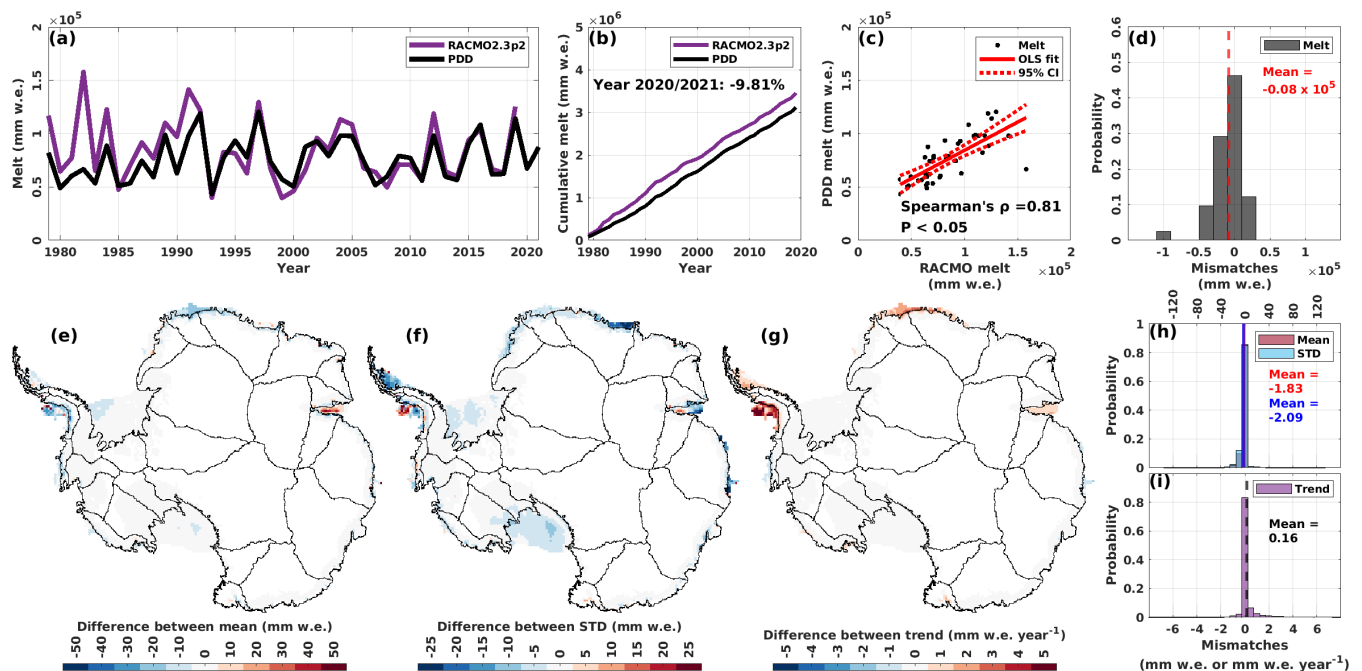 (a)
×10⁵
2
1.5
1
0.5
0
Melt (mm w.e.)
RACMO2.3p2
PDD
1980 1985 1990 1995 2000 2005 2010 2015 2020
Year
(b)
×10⁶
5
4
3
2
1
0
Cumulative melt (mm w.e.)
RACMO2.3p2
PDD
Year 2020/2021: -9.81%
1980 1990 2000 2010 2020
Year
(c)
×10⁵
2
1.5
1
0.5
0
PDD melt (mm w.e.)
Melt
OLS fit
95% CI
Spearman's ρ =0.81
P < 0.05
0 0.5 1 1.5 2
RACMO melt
(mm w.e.)
×10⁵
(d)
0.6
0.5
0.4
0.3
0.2
0.1
0
Probability
Melt
Mean =
-0.08 x 10⁵
-1 -0.5 0 0.5 1
Mismatches
(mm w.e.)
×10⁵
(e)
Difference between mean (mm w.e.)
-50 -40 -30 -20 -10 0 10 20 30 40 50
(f)
Difference between STD (mm w.e.)
-25 -20 -15 -10 -5 0 5 10 15 20 25
(g)
Difference between trend (mm w.e. year⁻¹)
-5 -4 -3 -2 -1 0 1 2 3 4 5
-120 -80 -40 0 40 80 120
(h)
1
0.8
0.6
0.4
0.2
0
Probability
Mean
STD
Mean =
-1.83
Mean =
-2.09
(i)
0.8
0.6
0.4
0.2
0
Probability
Trend
Mean =
0.16
-6 -4 -2 0 2 4 6
Mismatches
(mm w.e. or mm w.e. year⁻¹)